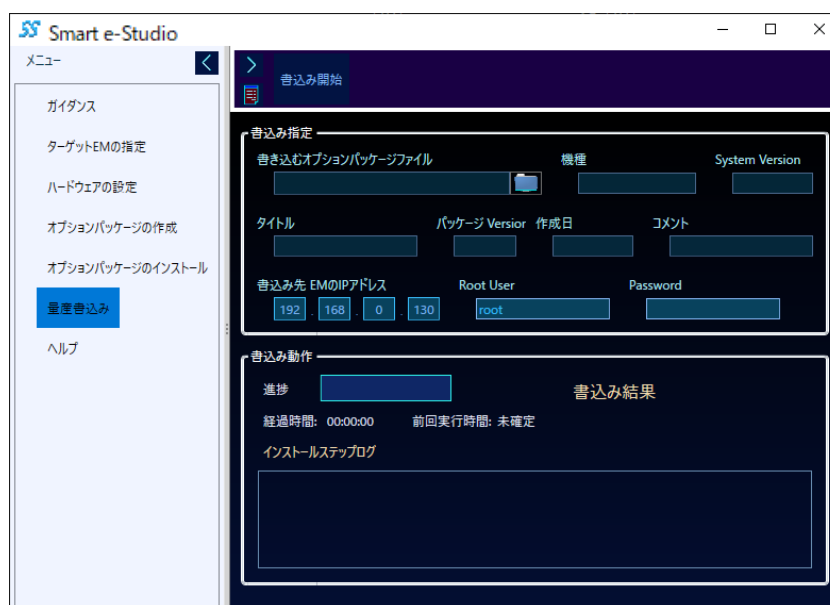 Smart e-Studio
メニュー
ガイダンス
ターゲットEMの指定
ハードウェアの設定
オプションパッケージの作成
オプションパッケージのインストール
量産書込み
ヘルプ
書込み開始
書込み指定
書き込むオプションパッケージファイル 機種 System Version
タイトル パッケージ Versior 作成日 コメント
書込み先 EMのIPアドレス Root User Password
192 . 168 . 0 . 130 root
書込み動作
進捗 書込み結果
経過時間: 00:00:00 前回実行時間: 未確定
インストールステップログ